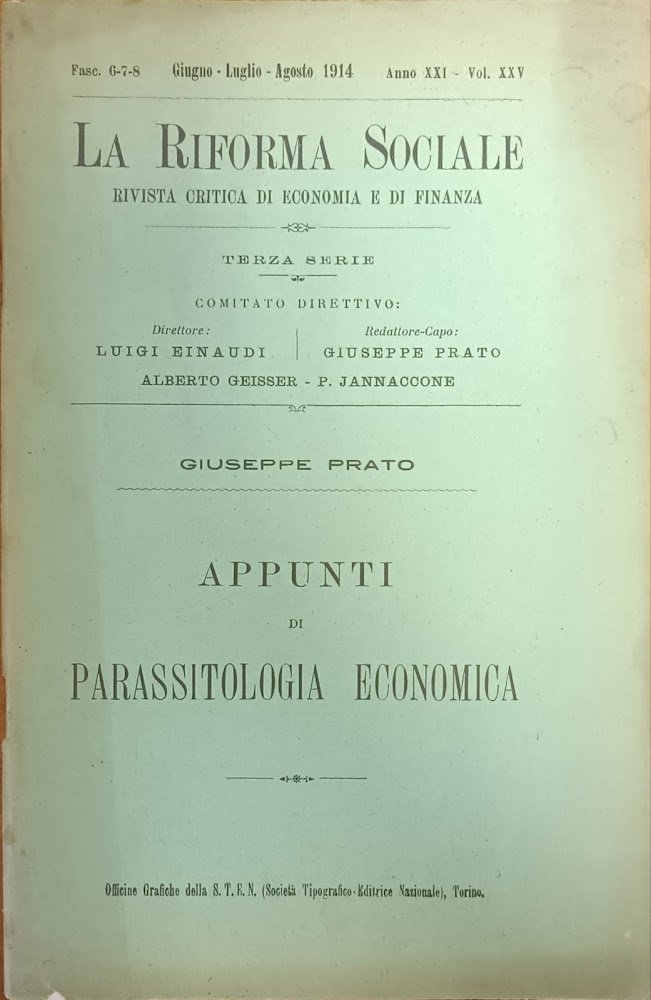 Fasc. 6-7-8 Giugno - Luglio - Agosto 1914 Anno XXI - Vol. XXV
LA RIFORMA SOCIALE
RIVISTA CRITICA DI ECONOMIA E DI FINANZA
TERZA SERIE
COMITATO DIRETTIVO:
Direttore: Redattore-Capo:
LUIGI EINAUDI GIUSEPPE PRATO
ALBERTO GEISSER - P. JANNACCONE
GIUSEPPE PRATO
APPUNTI
DI
PARASSITOLOGIA ECONOMICA
Officine Grafiche della S. T. E. N. (Società Tipografico-Editrice Nazionale), Torino.